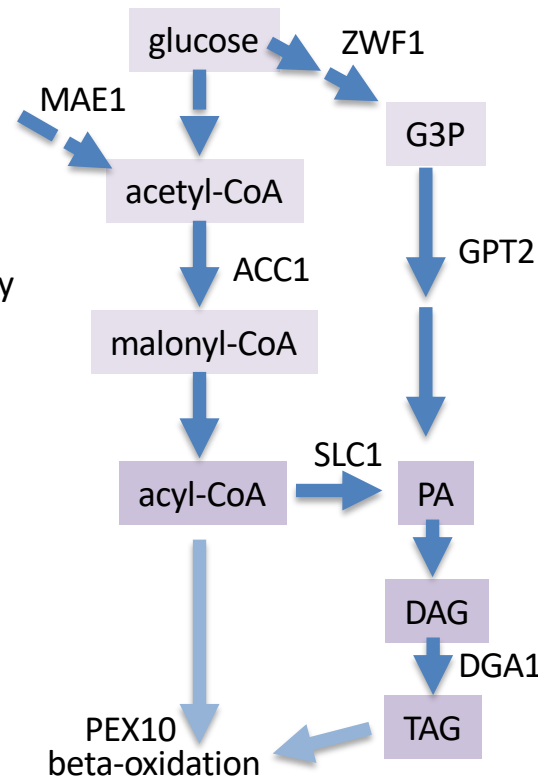 glucose
ZWF1
MAE1
G3P
acetyl-CoA
GPT2
ACC1
y
malonyl-CoA
SLC1
acyl-CoA
PA
DAG
DGA1
PEX10
TAG
beta-oxidation